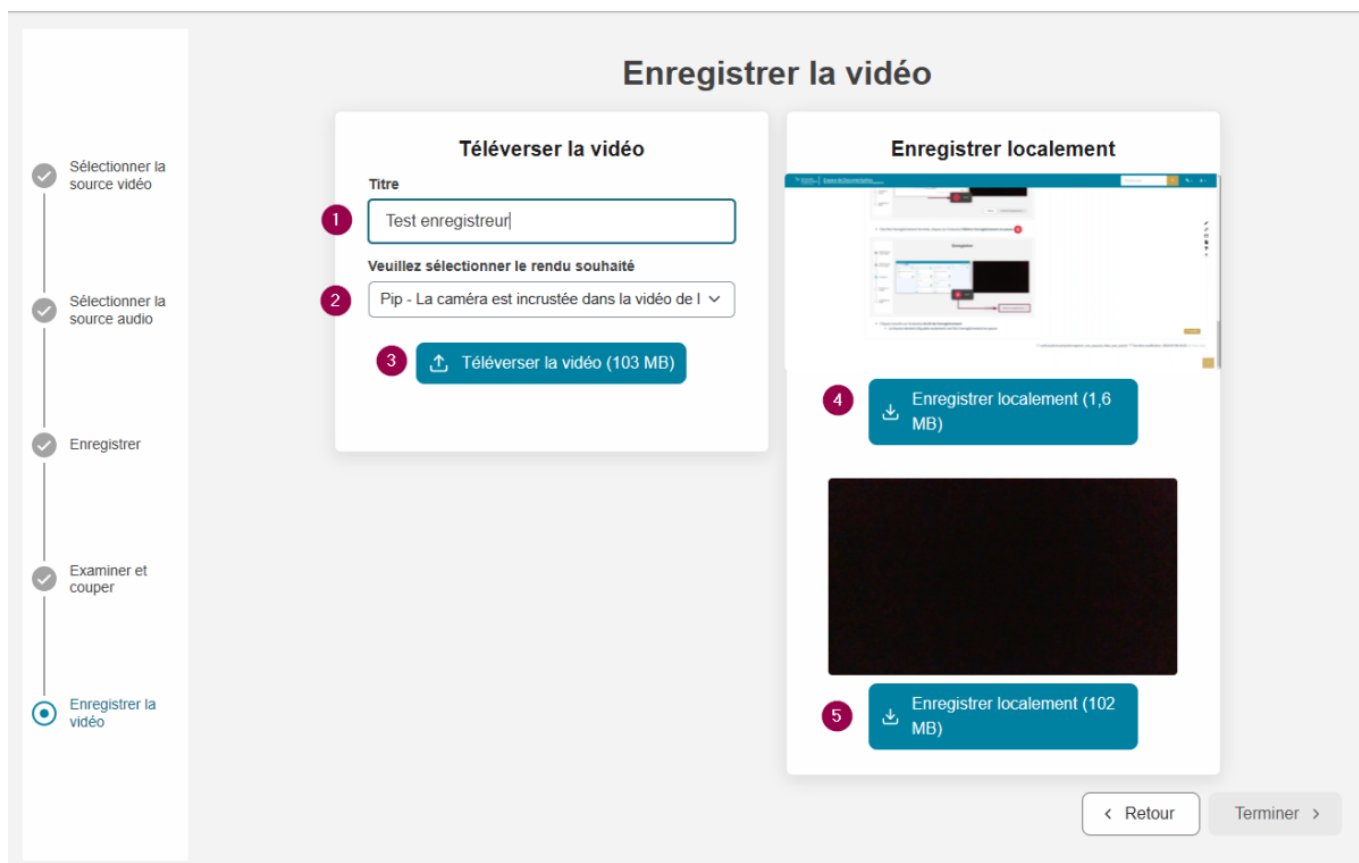 Enregistrer la vidéo
Sélectionner la
source vidéo
Sélectionner la
source audio
Enregistrer
Examiner et
couper
Enregistrer la
vidéo
Téléverser la vidéo
Titre
1
Test enregistreur
Veuillez sélectionner le rendu souhaité
2
Pip - La caméra est incrustée dans la vidéo de l
3
Téléverser la vidéo (103 MB)
Enregistrer localement
4
Enregistrer localement (1,6
MB)
5
Enregistrer localement (102
MB)
Retour
Terminer